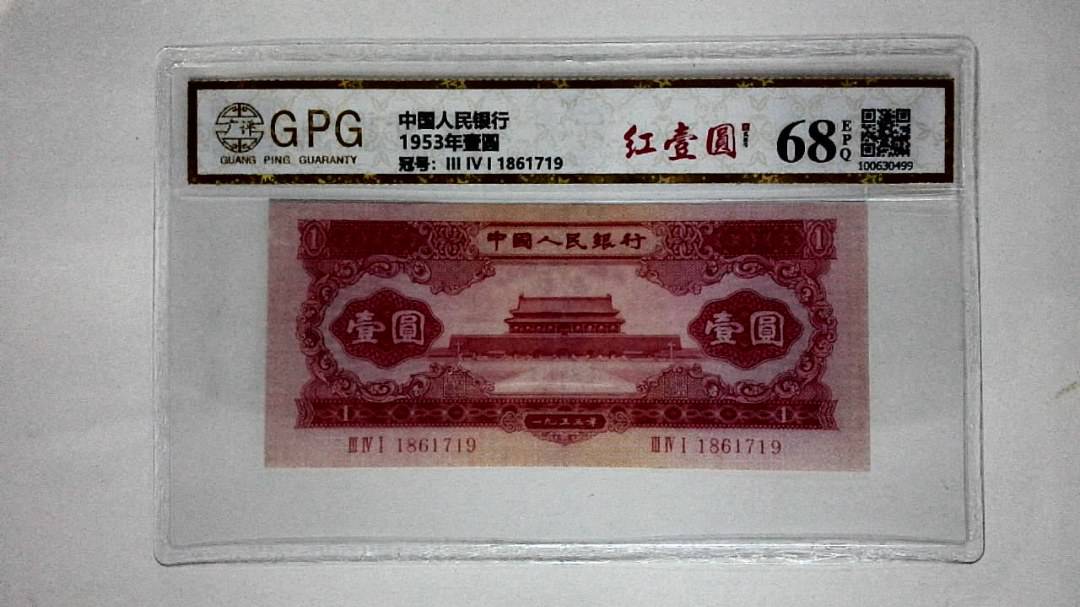 广评
GPG
GUANG PING GUARANTY
中国人民银行
1953年壹圆
冠号：III IV I 1861719
红壹圆
68
EPQ
100630499
中國人民銀行
1
1
壹圓
壹圓
1
一九五三年
1
III IV I 1861719
III IV I 1861719